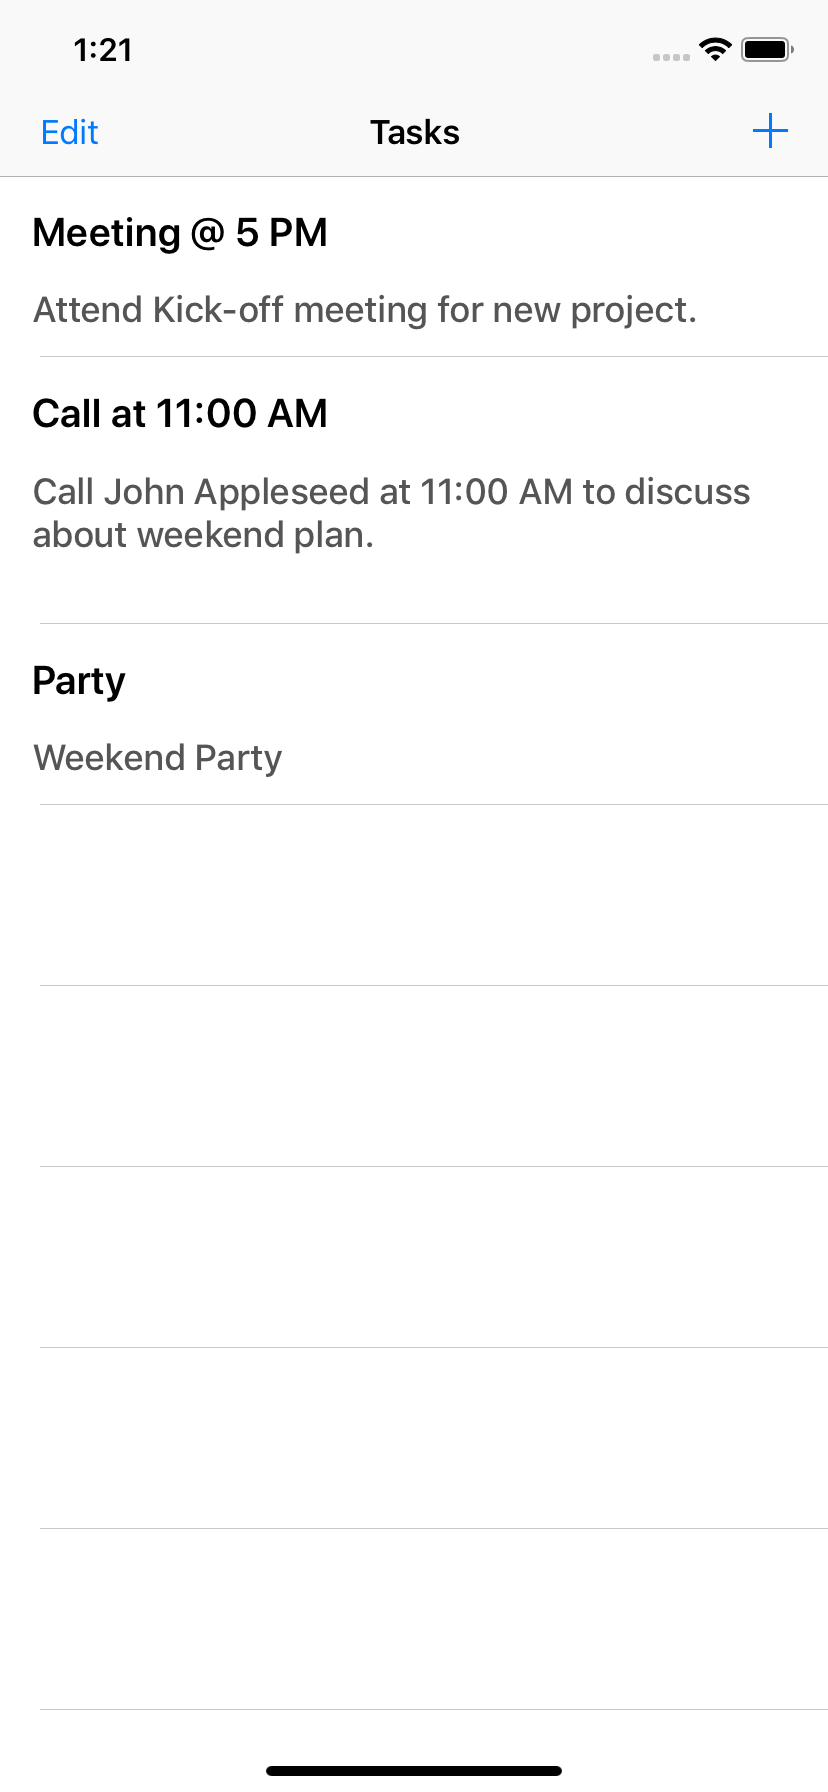 1:21
Edit
Tasks
Meeting @ 5 PM
Attend Kick-off meeting for new project.
Call at 11:00 AM
Call John Appleseed at 11:00 AM to discuss
about weekend plan.
Party
Weekend Party